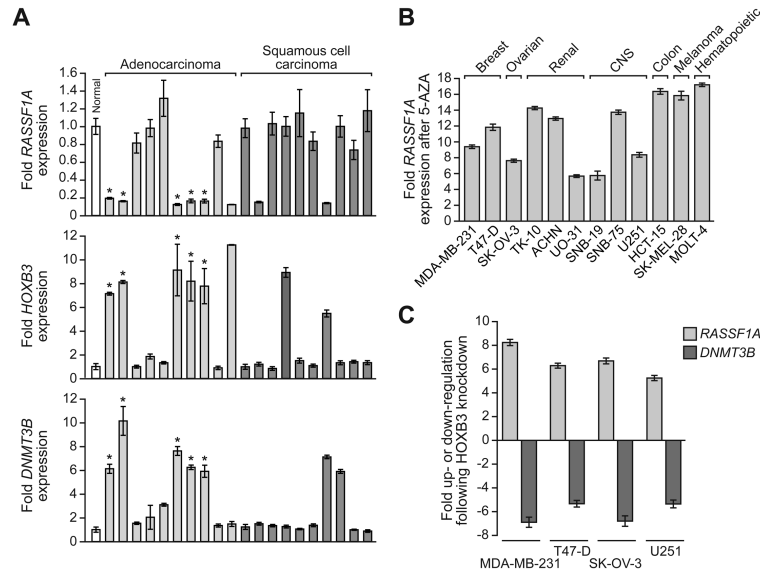 A
Adenocarcinoma
Squamous cell
carcinoma
Normal
Fold RASSF1A
expression
1.6
1.4
1.2
1.0
0.8
0.6
0.4
0.2
0
* * * * *
Fold HOXB3
expression
12
10
8
6
4
2
0
* * * * *
Fold DNMT3B
expression
12
10
8
6
4
2
0
* * * * *
B
Breast
Ovarian
Renal
CNS
Colon
Melanoma
Hematopoietic
Fold RASSF1A
expression after 5-AZA
18
16
14
12
10
8
6
4
2
0
MDA-MB-231
T47-D
SK-OV-3
TK-10
ACHN
UO-31
SNB-19
SNB-75
U251
HCT-15
SK-MEL-28
MOLT-4
C
RASSF1A
DNMT3B
Fold up- or down-regulation
following HOXB3 knockdown
10
8
6
4
2
0
-2
-4
-6
-8
MDA-MB-231
T47-D
SK-OV-3
U251